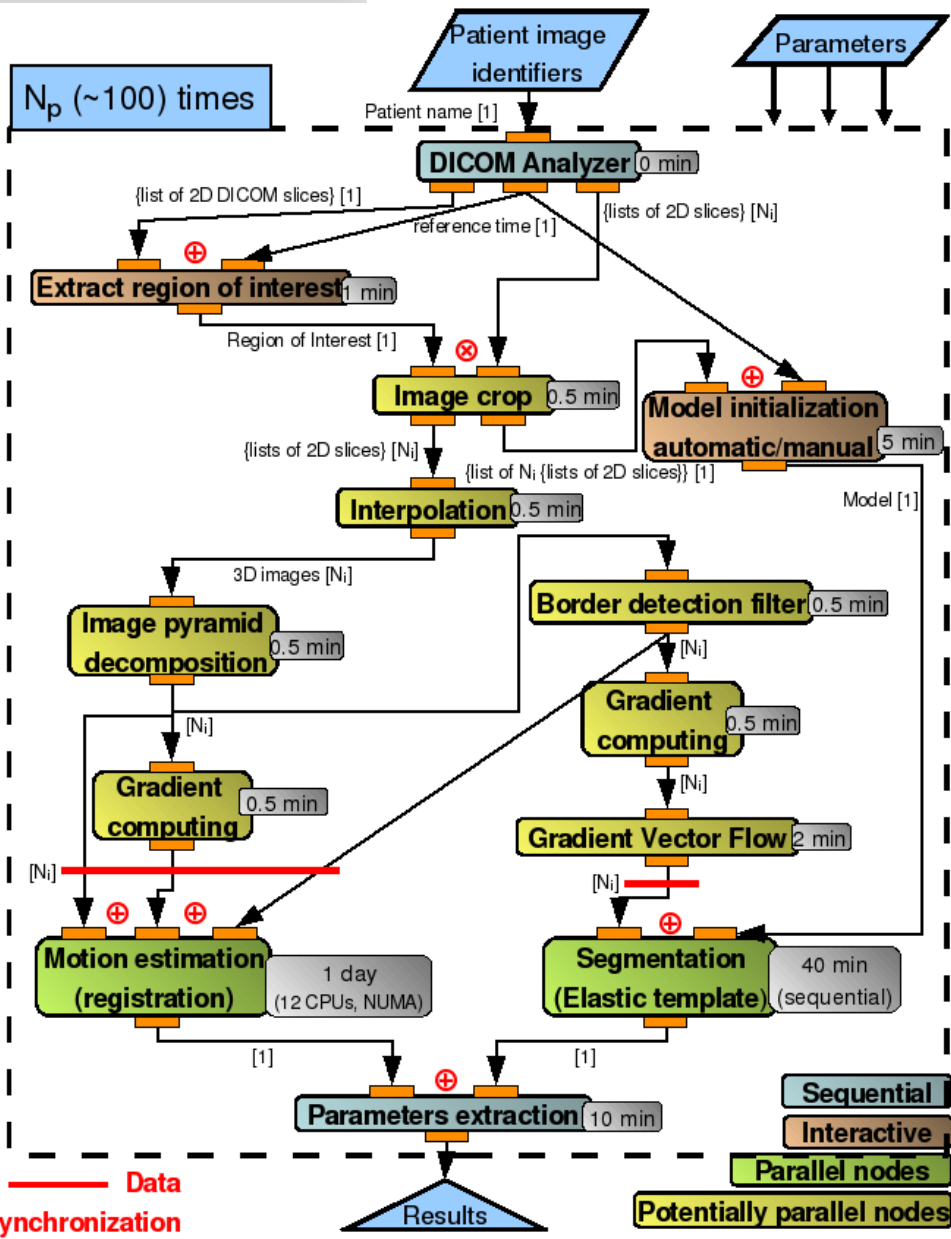 Patient image
identifiers
Parameters
Np (~100) times
Patient name [1]
DICOM Analyzer
0 min
{list of 2D DICOM slices} [1]
reference time [1]
{lists of 2D slices} [Ni]
Extract region of interest
1 min
Region of Interest [1]
Image crop
0.5 min
Model initialization
automatic/manual
5 min
{lists of 2D slices} [Ni]
{list of Ni {lists of 2D slices}} [1]
Model [1]
Interpolation
0.5 min
3D images [Ni]
Image pyramid
decomposition
0.5 min
Border detection filter
0.5 min
[Ni]
Gradient
computing
0.5 min
[Ni]
Gradient
computing
0.5 min
[Ni]
Gradient Vector Flow
2 min
[Ni]
[Ni]
Motion estimation
(registration)
1 day
(12 CPUs, NUMA)
Segmentation
(Elastic template)
40 min
(sequential)
[1]
[1]
Parameters extraction
10 min
Results
Sequential
Interactive
Parallel nodes
Potentially parallel nodes
Data
ynchronization